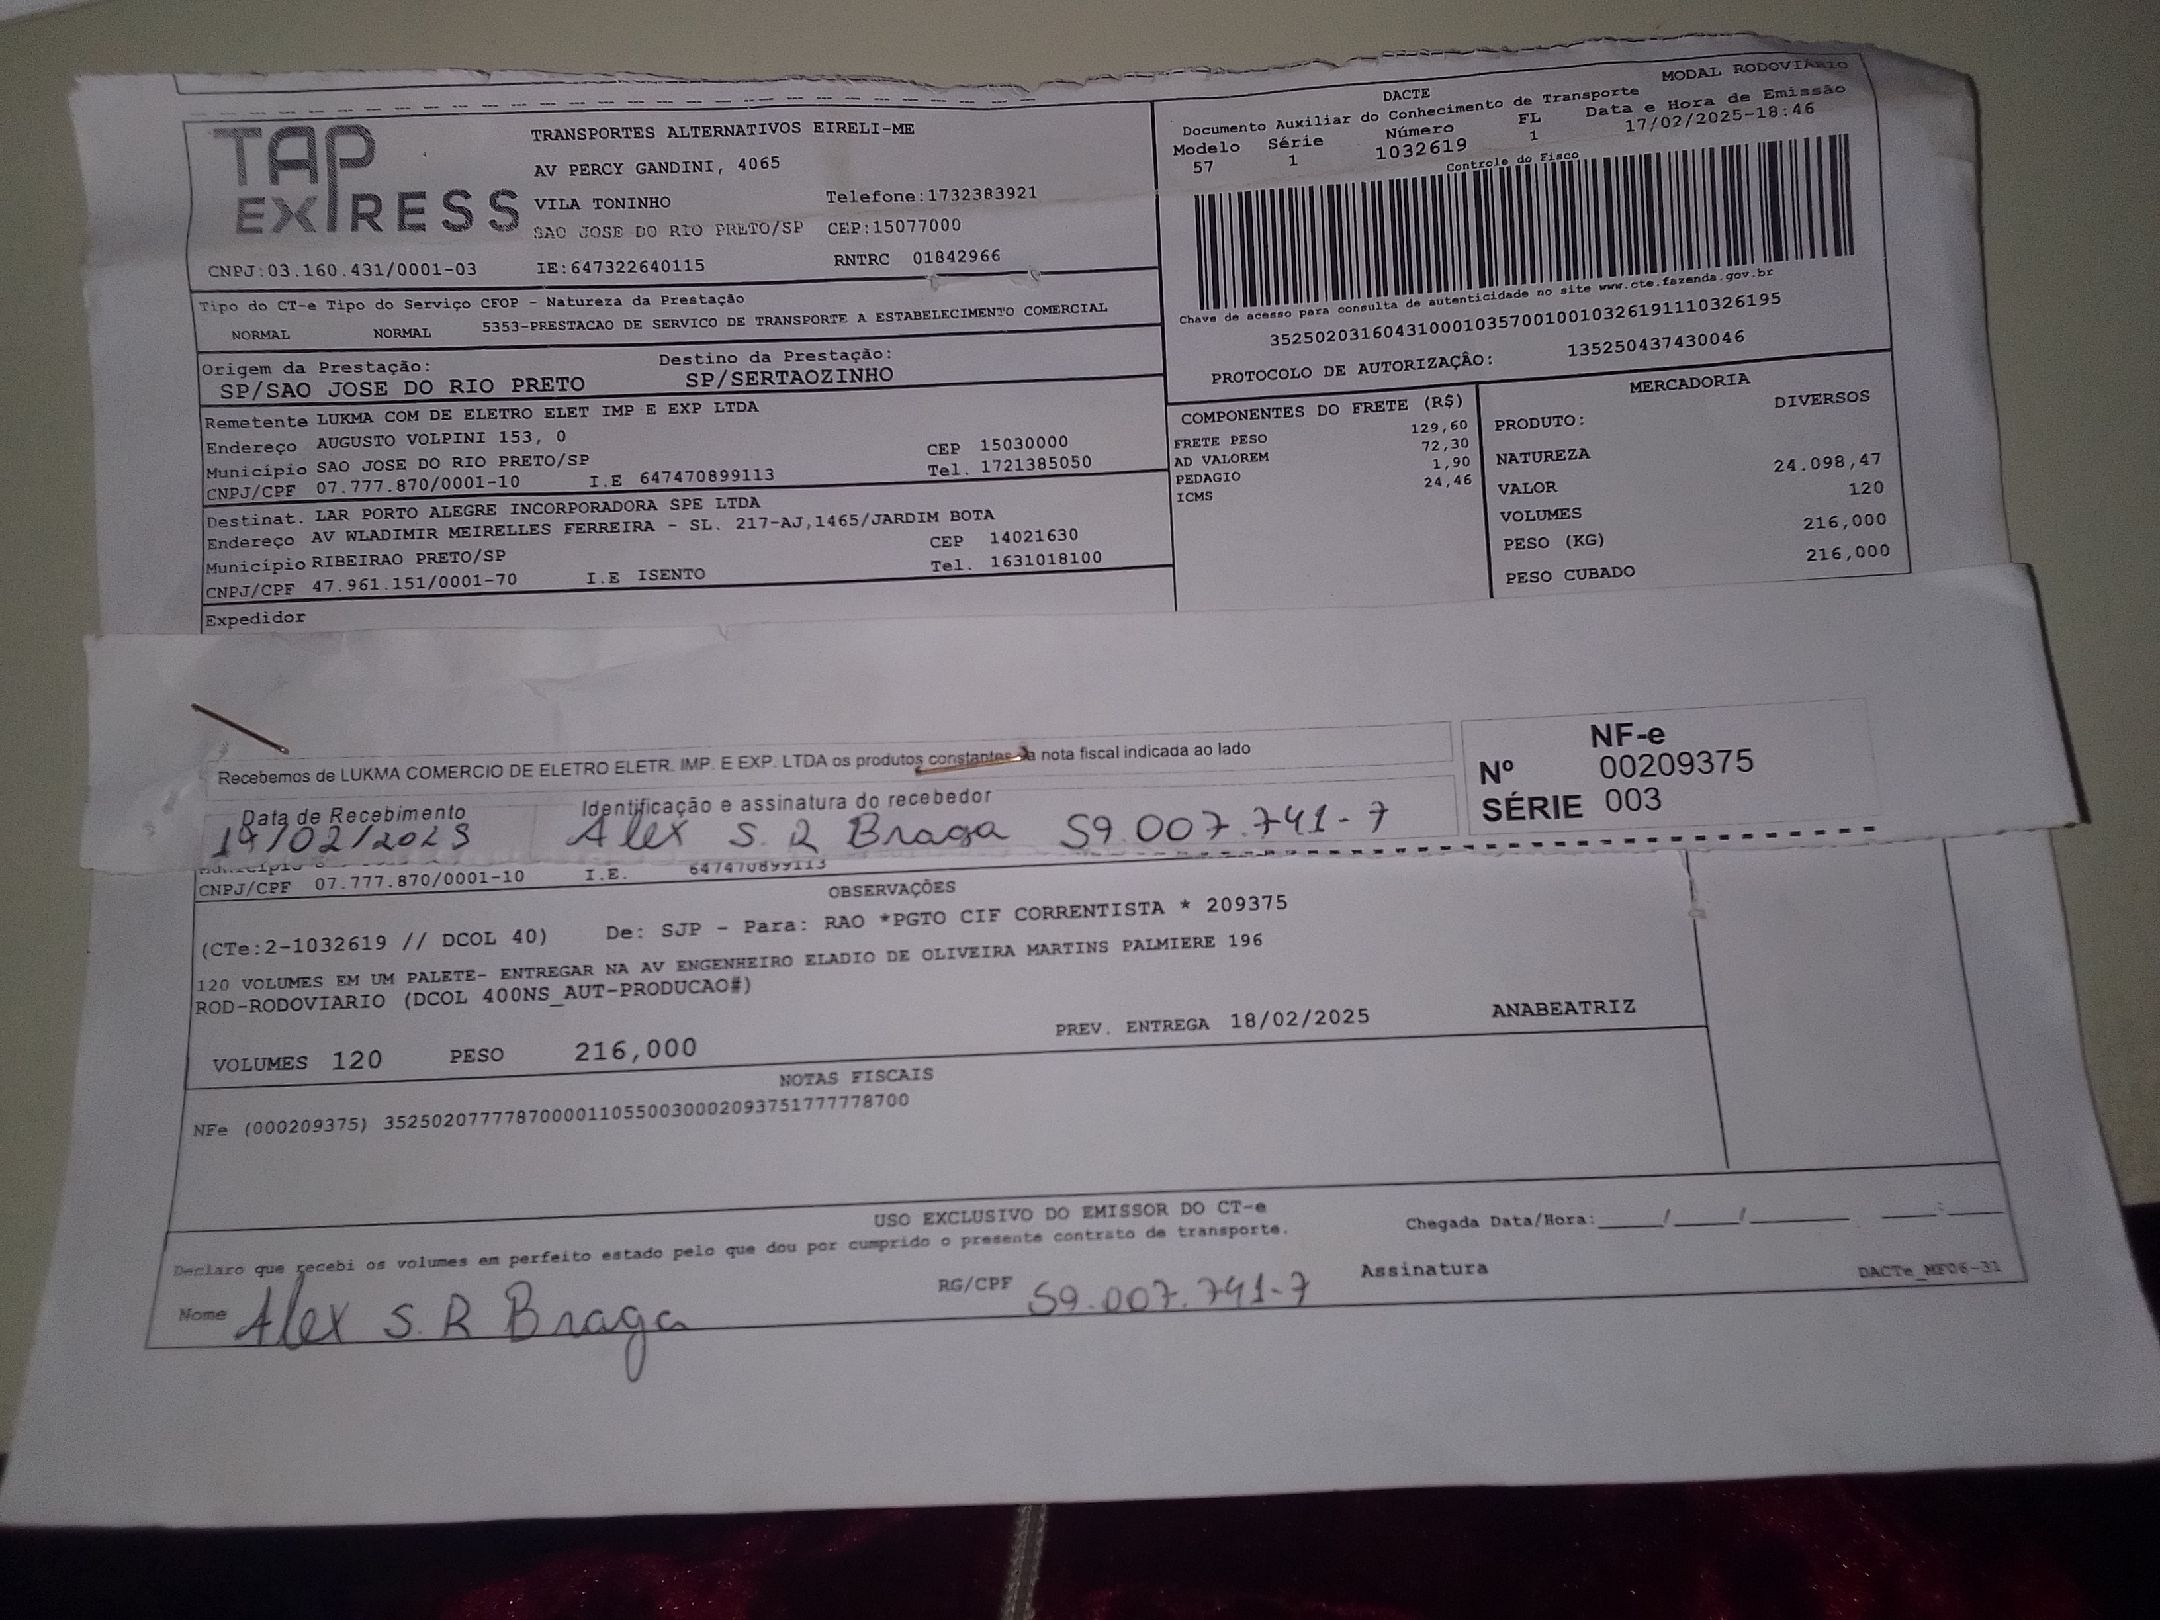 TAP EXPRESS
TRANSPORTES ALTERNATIVOS EIRELI-ME
AV PERCY GANDINI, 4065
VILA TONINHO Telefone:1732383921
SAO JOSE DO RIO PRETO/SP CEP:15077000
CNPJ:03.160.431/0001-03 IE:647322640115 RNTRC 01842966
DACTE MODAL RODOVIÁRIO
Documento Auxiliar do Conhecimento de Transporte
Modelo Série Número FL Data e Hora de Emissão
57 1 1032619 1 17/02/2025-18:46
Controle do Fisco
Chave de acesso para consulta de autenticidade no site www.cte.fazenda.gov.br
35250203160431000103570010010326191110326195
PROTOCOLO DE AUTORIZAÇÃO: 135250437430046
Tipo do CT-e Tipo do Serviço CFOP - Natureza da Prestação
NORMAL NORMAL 5353-PRESTACAO DE SERVICO DE TRANSPORTE A ESTABELECIMENTO COMERCIAL
Origem da Prestação: Destino da Prestação:
SP/SAO JOSE DO RIO PRETO SP/SERTAOZINHO
Remetente LUKMA COM DE ELETRO ELET IMP E EXP LTDA
Endereço AUGUSTO VOLPINI 153, 0 CEP 15030000
Município SAO JOSE DO RIO PRETO/SP Tel. 1721385050
CNPJ/CPF 07.777.870/0001-10 I.E 647470899113
Destinat. LAR PORTO ALEGRE INCORPORADORA SPE LTDA
Endereço AV WLADIMIR MEIRELLES FERREIRA - SL. 217-AJ,1465/JARDIM BOTA
Município RIBEIRAO PRETO/SP CEP 14021630
CNPJ/CPF 47.961.151/0001-70 I.E ISENTO Tel. 1631018100
Expedidor
COMPONENTES DO FRETE (R$)
FRETE PESO 129,60
AD VALOREM 72,30
PEDAGIO 1,90
ICMS 24,46
MERCADORIA
PRODUTO: DIVERSOS
NATUREZA
VALOR 24.098,47
VOLUMES 120
PESO (KG) 216,000
PESO CUBADO 216,000
Recebemos de LUKMA COMERCIO DE ELETRO ELETR. IMP. E EXP. LTDA os produtos constantes nota fiscal indicada ao lado
Data de Recebimento Identificação e assinatura do recebedor
Alex S. R Braga 59.007.741-7
NF-e
Nº 00209375
SÉRIE 003
CNPJ/CPF 07.777.870/0001-10 I.E. 647470899113
OBSERVAÇÕES
(CTe:2-1032619 // DCOL 40) De: SJP - Para: RAO *PGTO CIF CORRENTISTA * 209375
120 VOLUMES EM UM PALETE- ENTREGAR NA AV ENGENHEIRO ELADIO DE OLIVEIRA MARTINS PALMIERE 196
ROD-RODOVIARIO (DCOL 400NS_AUT-PRODUCAO#)
PREV. ENTREGA 18/02/2025 ANABEATRIZ
VOLUMES 120 PESO 216,000
NOTAS FISCAIS
NFe (000209375) 35250207777870000110550030002093751777778700
USO EXCLUSIVO DO EMISSOR DO CT-e
Declaro que recebi os volumes em perfeito estado pelo que dou por cumprido o presente contrato de transporte. Chegada Data/Hora:____/____/______ ____:____
Nome Alex S. R Braga RG/CPF 59.007.741-7 Assinatura
DACTe_MF06-31